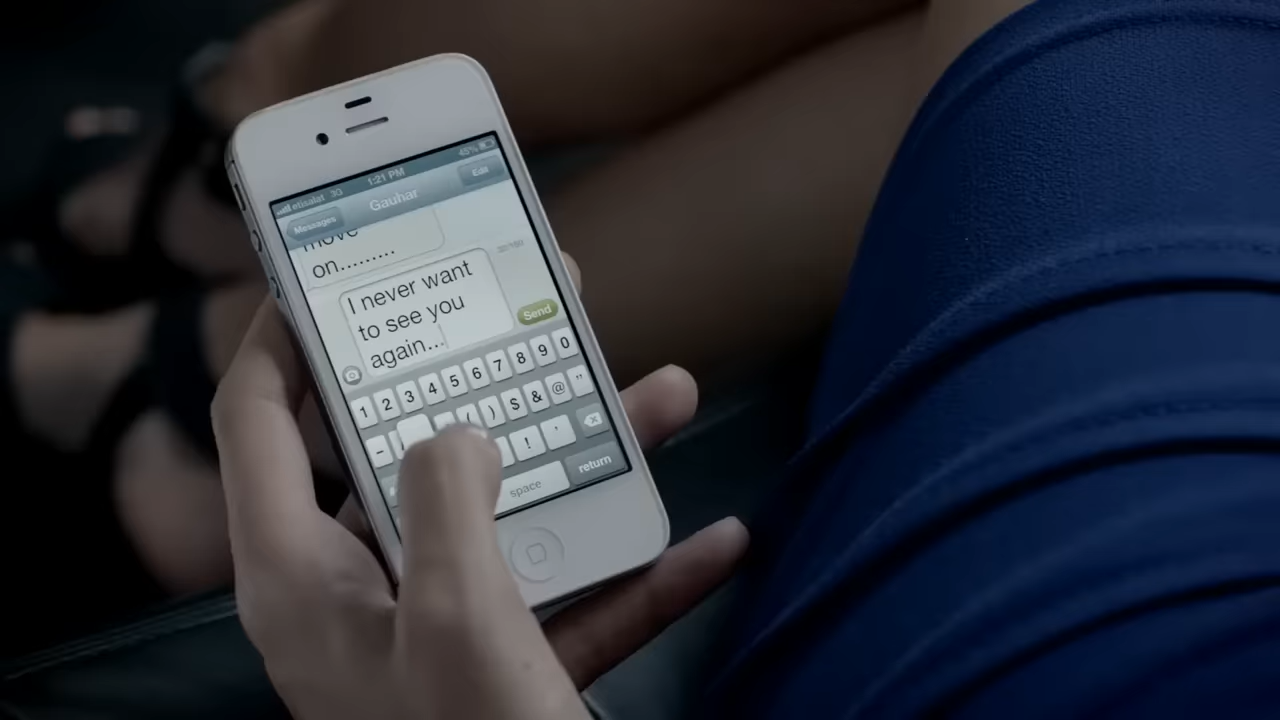 etisalat 3G 1:21 PM 45%
Messages Gauhar Edit
move
on.........
I never want
to see you
again...
Send
1 2 3 4 5 6 7 8 9 0
- ( ) $ & @ "
! '
space return